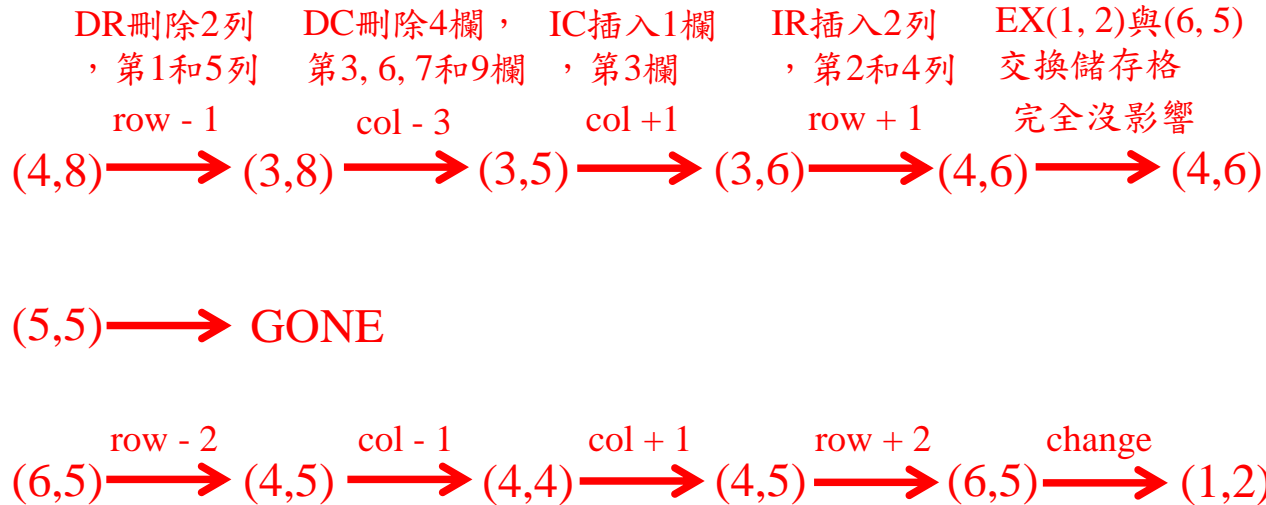 DR刪除2列
，第1和5列
DC刪除4欄，
第3, 6, 7和9欄
IC插入1欄
，第3欄
IR插入2列
，第2和4列
EX(1, 2)與(6, 5)
交換儲存格
row - 1
col - 3
col +1
row + 1
完全沒影響
(4,8) (3,8) (3,5) (3,6) (4,6) (4,6)
(5,5) GONE
row - 2
col - 1
col + 1
row + 2
change
(6,5) (4,5) (4,4) (4,5) (6,5) (1,2)